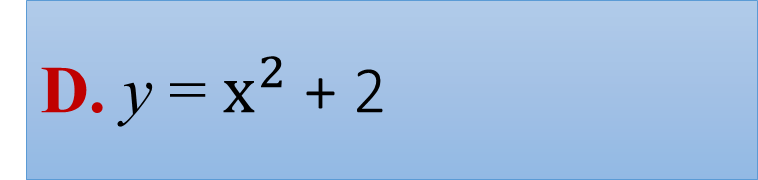 D. y = x² + 2